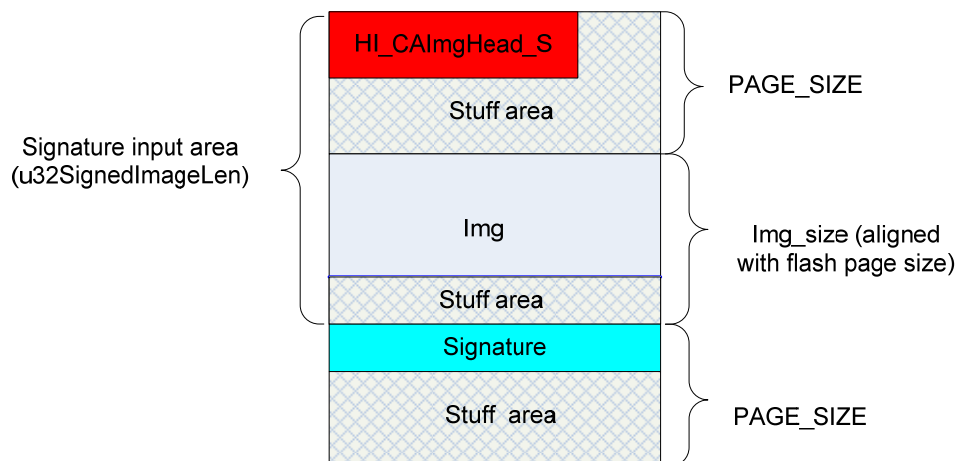 HI_CAImgHead_S
Stuff area
PAGE_SIZE
Signature input area
(u32SignedImageLen)
Img
Img_size (aligned
with flash page size)
Stuff area
Signature
Stuff area
PAGE_SIZE